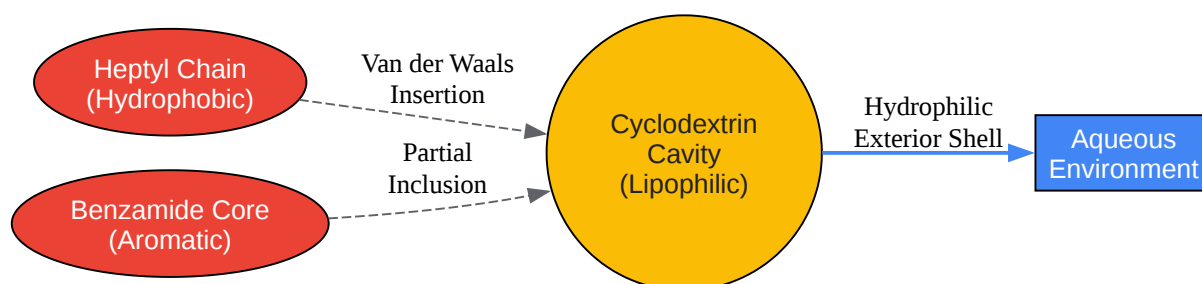 Heptyl Chain
(Hydrophobic)
Van der Waals
Insertion
Benzamide Core
(Aromatic)
Partial
Inclusion
Cyclodextrin
Cavity
(Lipophilic)
Hydrophilic
Exterior Shell
Aqueous
Environment